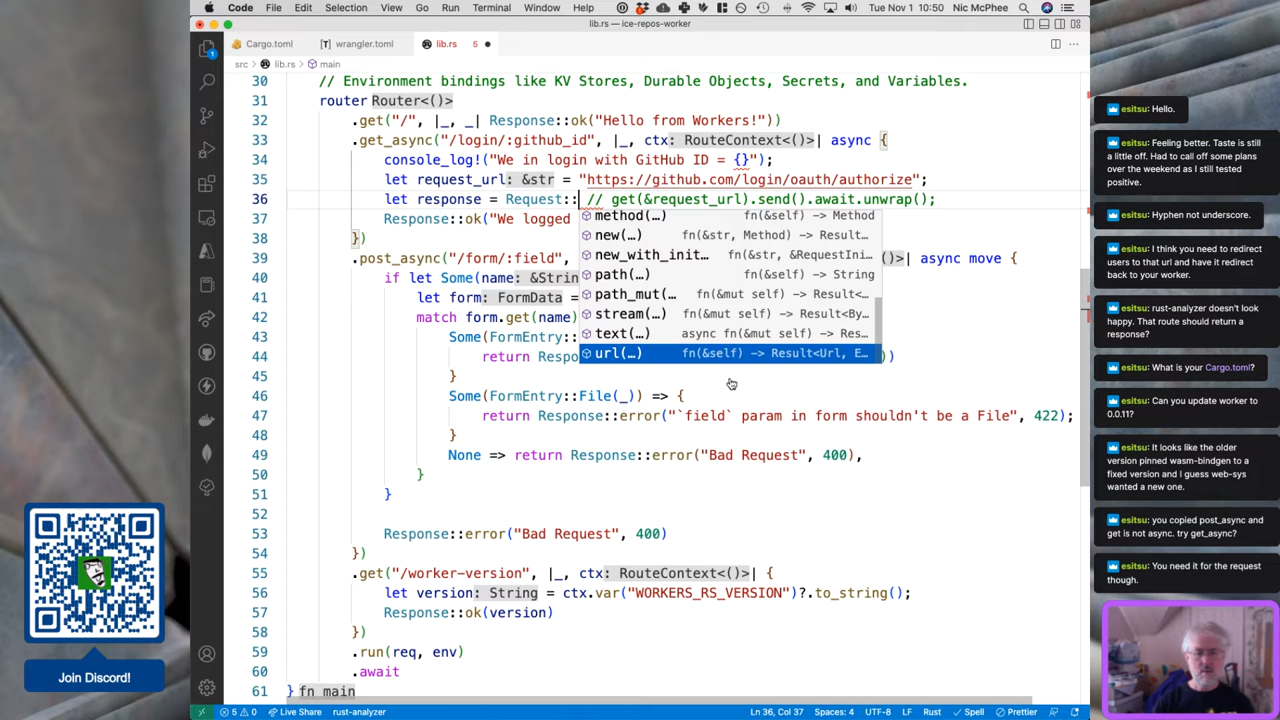 Code File Edit Selection View Go Run Terminal Window Help Tue Nov 1 10:50 Nic McPhee
lib.rs — ice-repos-worker
Cargo.toml
[T] wrangler.toml
lib.rs 5
src > lib.rs > main
30 // Environment bindings like KV Stores, Durable Objects, Secrets, and Variables.
31 router Router<()>
32 .get("/", |_, _| Response::ok("Hello from Workers!"))
33 .get_async("/login/:github_id", |_, ctx: RouteContext<()>| async {
34 console_log!("We in login with GitHub ID = {}");
35 let request_url: &str = "https://github.com/login/oauth/authorize";
36 let response = Request:: // get(&request_url).send().await.unwrap();
37 Response::ok("We logged
38 })
39 .post_async("/form/:field", ()>| async move {
40 if let Some(name: &String
41 let form: FormData =
42 match form.get(name)
43 Some(FormEntry::
44 return Respo ))
45 }
46 Some(FormEntry::File(_)) => {
47 return Response::error("`field` param in form shouldn't be a File", 422);
48 }
49 None => return Response::error("Bad Request", 400),
50 }
51 }
52
53 Response::error("Bad Request", 400)
54 })
55 .get("/worker-version", |_, ctx: RouteContext<()>| {
56 let version: String = ctx.var("WORKERS_RS_VERSION")?.to_string();
57 Response::ok(version)
58 })
59 .run(req, env)
60 .await
61 } fn main
method(…) fn(&self) -> Method
new(…) fn(&str, Method) -> Result…
new_with_init… fn(&str, &RequestIni…
path(…) fn(&self) -> String
path_mut(… fn(&mut self) -> Result<…
stream(…) fn(&mut self) -> Result<By…
text(…) async fn(&mut self) -> Res…
url(…) fn(&self) -> Result<Url, E…
1
5 0 Live Share rust-analyzer Ln 36, Col 37 Spaces: 4 UTF-8 LF Rust Spell Prettier
Join Discord!
esitsu: Hello.
esitsu: Feeling better. Taste is still
a little off. Had to call off some plans
over the weekend as I still tested
positive.
esitsu: Hyphen not underscore.
esitsu: I think you need to redirect
users to that url and have it redirect
back to your worker.
esitsu: rust-analyzer doesn't look
happy. That route should return a
response?
esitsu: What is your Cargo.toml?
esitsu: Can you update worker to
0.0.11?
esitsu: It looks like the older
version pinned wasm-bindgen to a
fixed version and I guess web-sys
wanted a new one.
esitsu: you copied post_async and
get is not async. try get_async?
esitsu: You need it for the request
though.